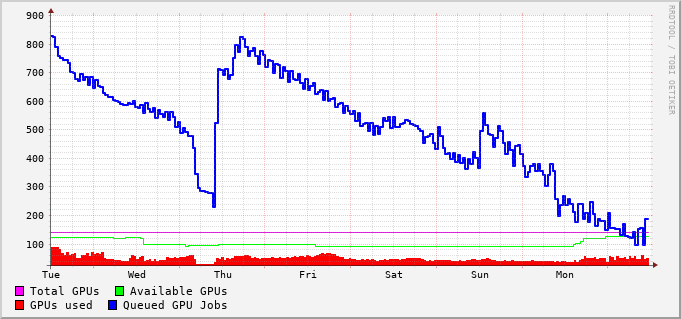 900
800
700
600
500
400
300
200
100
Tue Wed Thu Fri Sat Sun Mon
Total GPUs Available GPUs
GPUs used Queued GPU Jobs
RRDTOOL / TOBI OETIKER